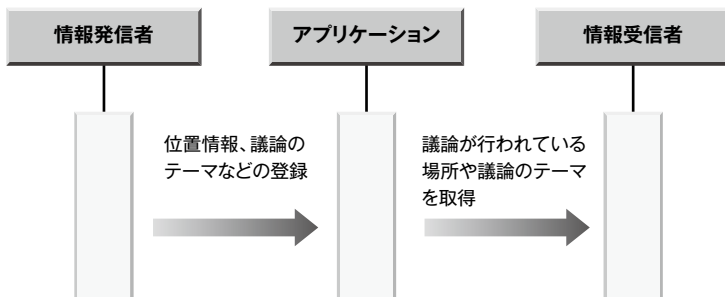 情報発信者
アプリケーション
情報受信者
位置情報、議論の
テーマなどの登録
議論が行われている
場所や議論のテーマ
を取得